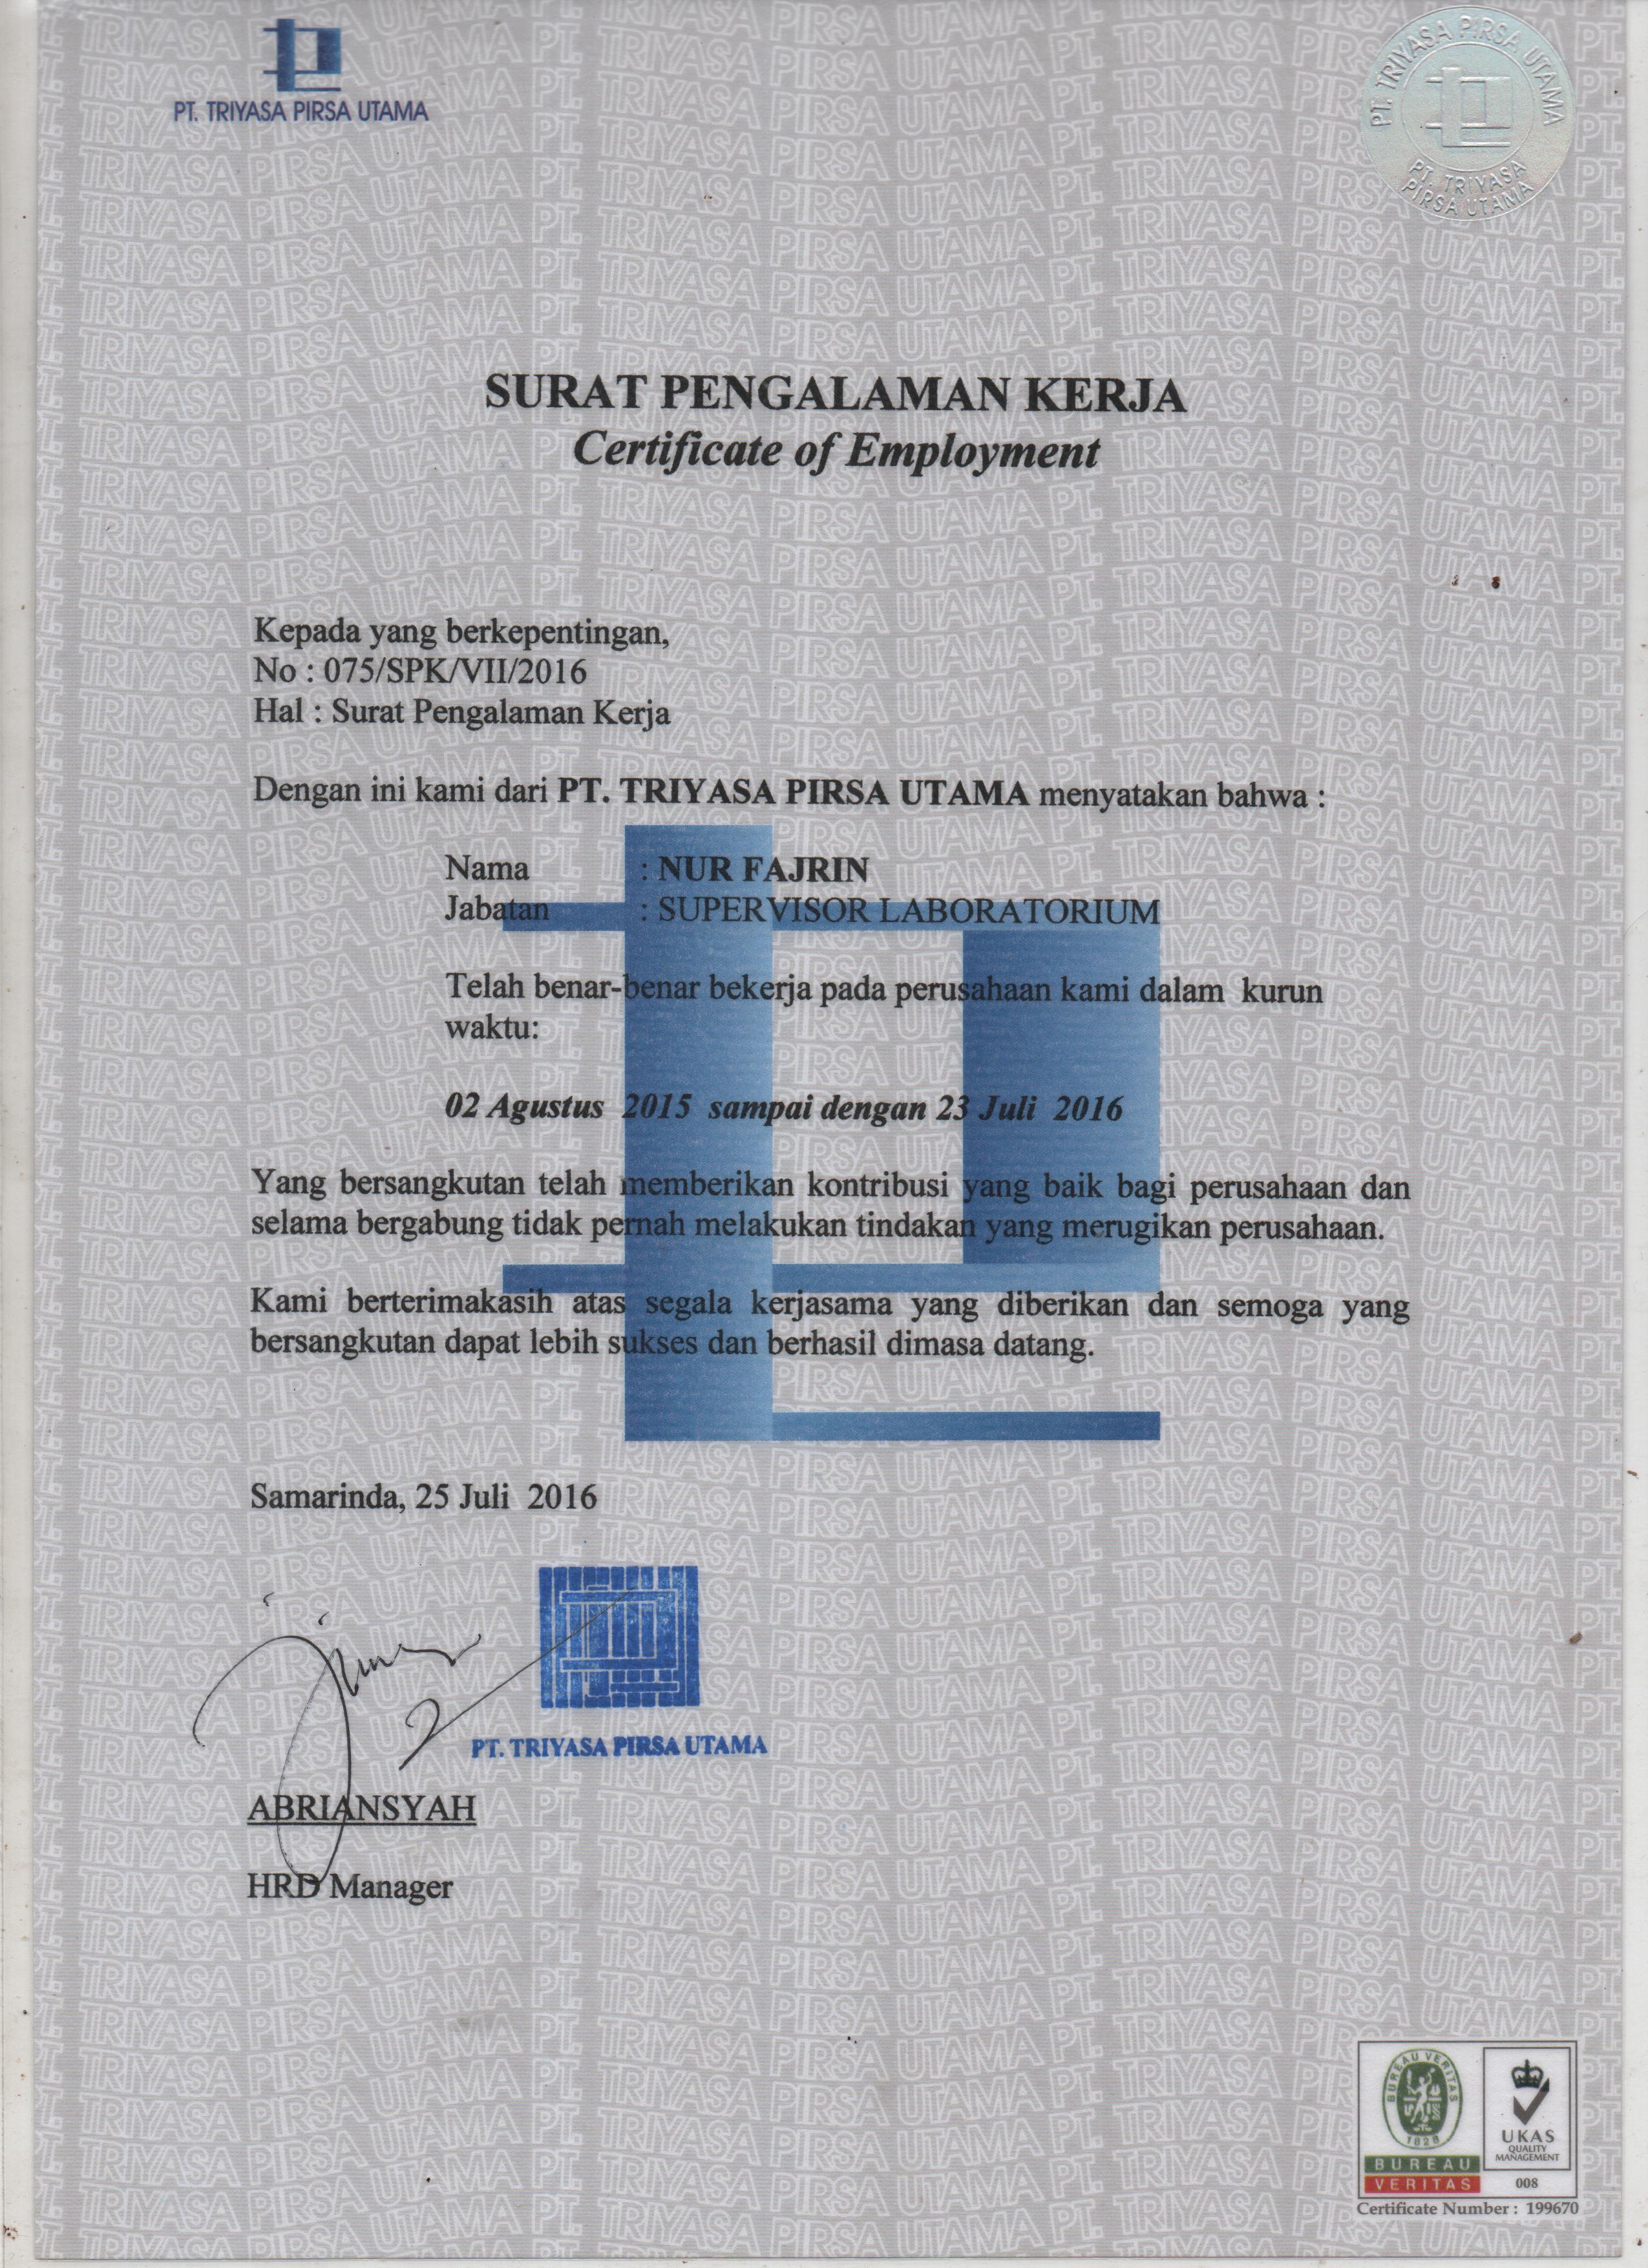 PT. TRIYASA PIRSA UTAMA
PT. TRIYASA PIRSA UTAMA
PT. TRIYASA
PIRSA UTAMA
SURAT PENGALAMAN KERJA
Certificate of Employment
Kepada yang berkepentingan,
No : 075/SPK/VII/2016
Hal : Surat Pengalaman Kerja
Dengan ini kami dari PT. TRIYASA PIRSA UTAMA menyatakan bahwa :
Nama : NUR FAJRIN
Jabatan : SUPERVISOR LABORATORIUM
Telah benar-benar bekerja pada perusahaan kami dalam kurun
waktu:
02 Agustus 2015 sampai dengan 23 Juli 2016
Yang bersangkutan telah memberikan kontribusi yang baik bagi perusahaan dan
selama bergabung tidak pernah melakukan tindakan yang merugikan perusahaan.
Kami berterimakasih atas segala kerjasama yang diberikan dan semoga yang
bersangkutan dapat lebih sukses dan berhasil dimasa datang.
Samarinda, 25 Juli 2016
PT. TRIYASA PIRSA UTAMA
ABRIANSYAH
HRD Manager
BUREAU VERITAS
1828
BUREAU
VERITAS
UKAS
QUALITY
MANAGEMENT
008
Certificate Number : 199670